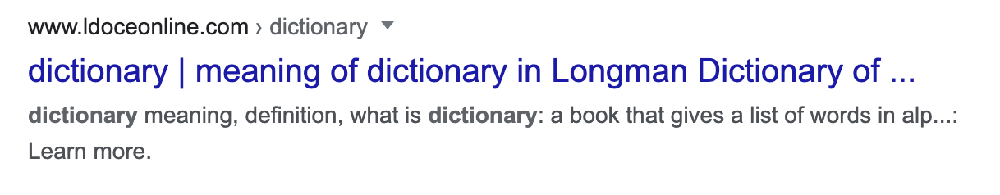 www.ldoceonline.com › dictionary
dictionary | meaning of dictionary in Longman Dictionary of ...
dictionary meaning, definition, what is dictionary: a book that gives a list of words in alp...:
Learn more.